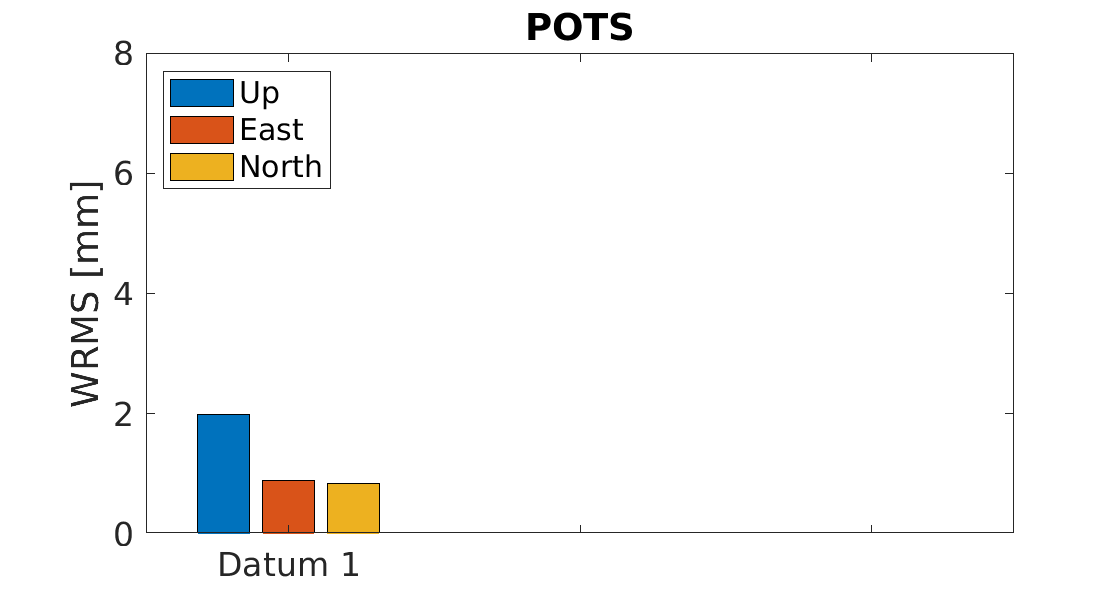 POTS
8
6
4
2
0
WRMS [mm]
Up
East
North
Datum 1